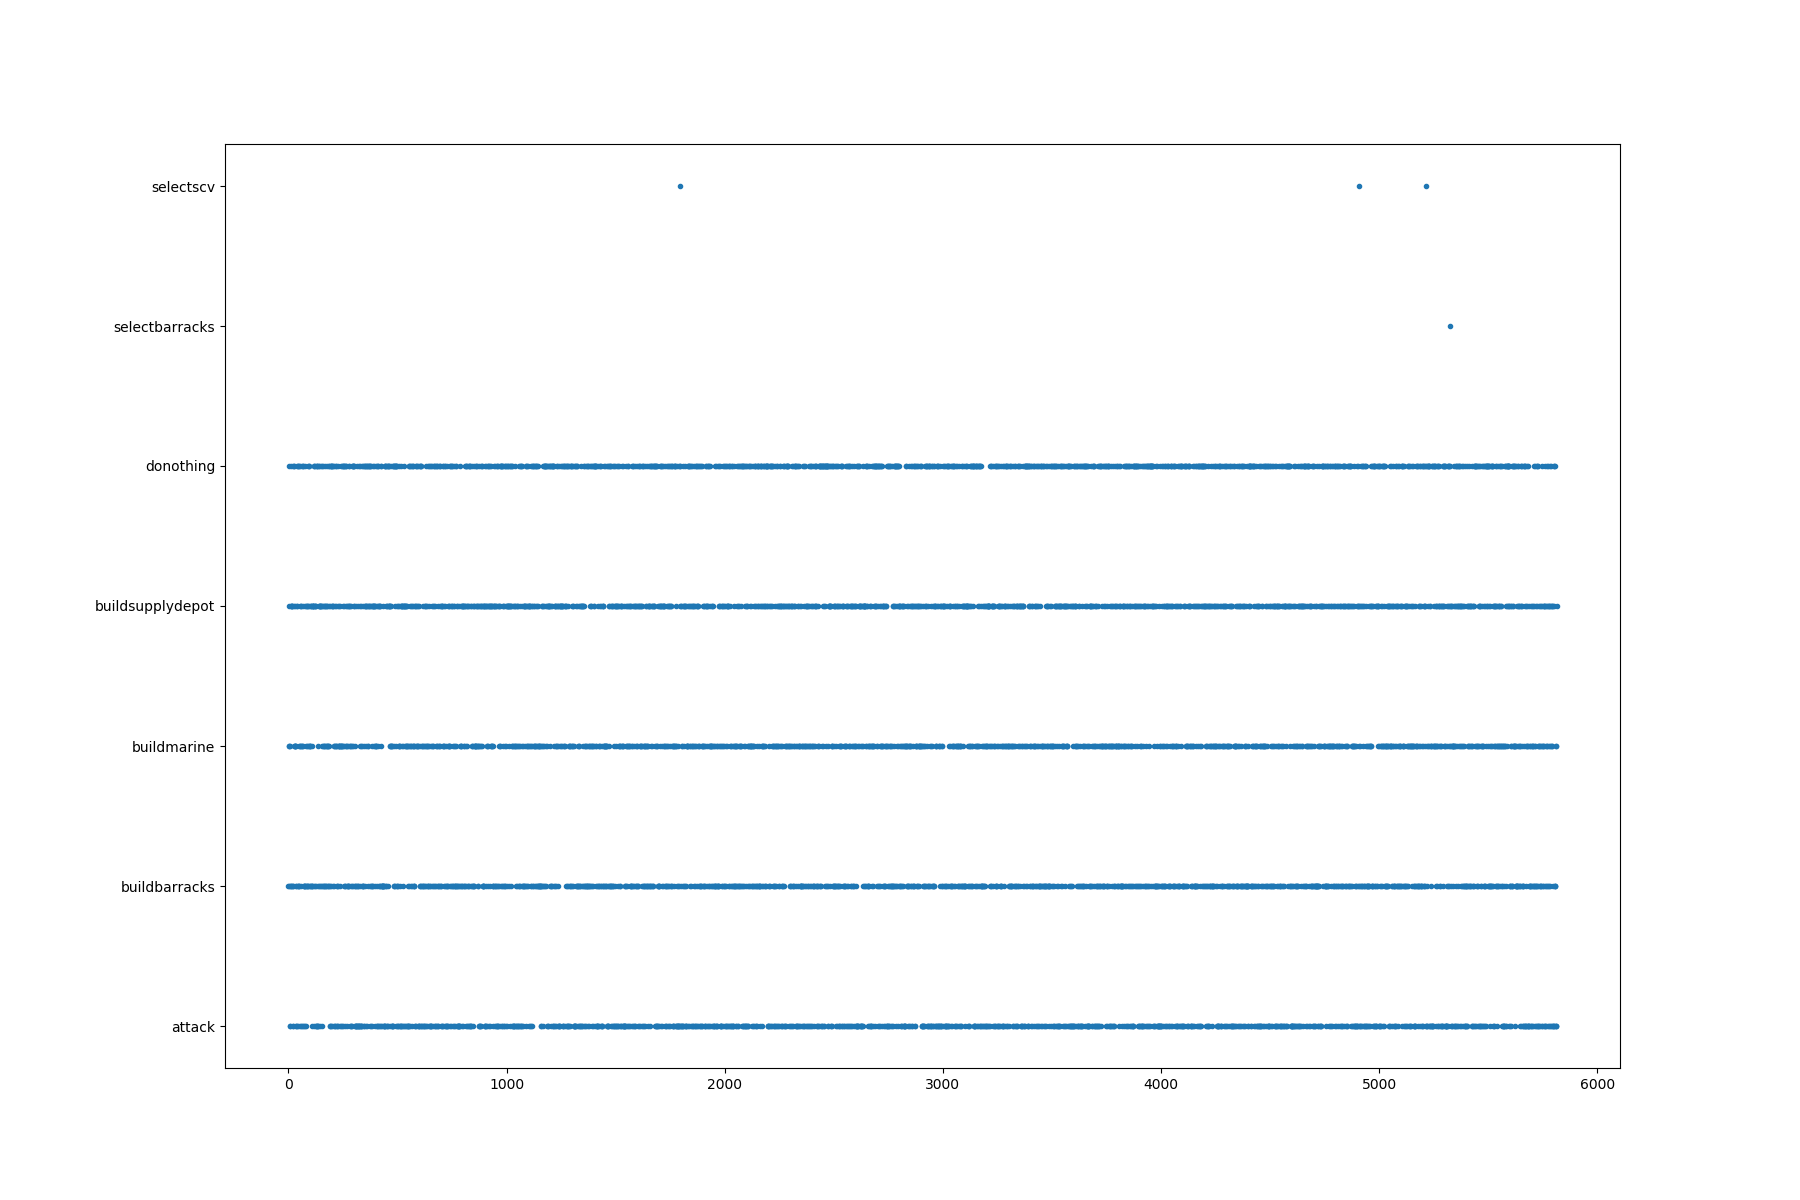 selectscv
selectbarracks
donothing
buildsupplydepot
buildmarine
buildbarracks
attack
0 1000 2000 3000 4000 5000 6000